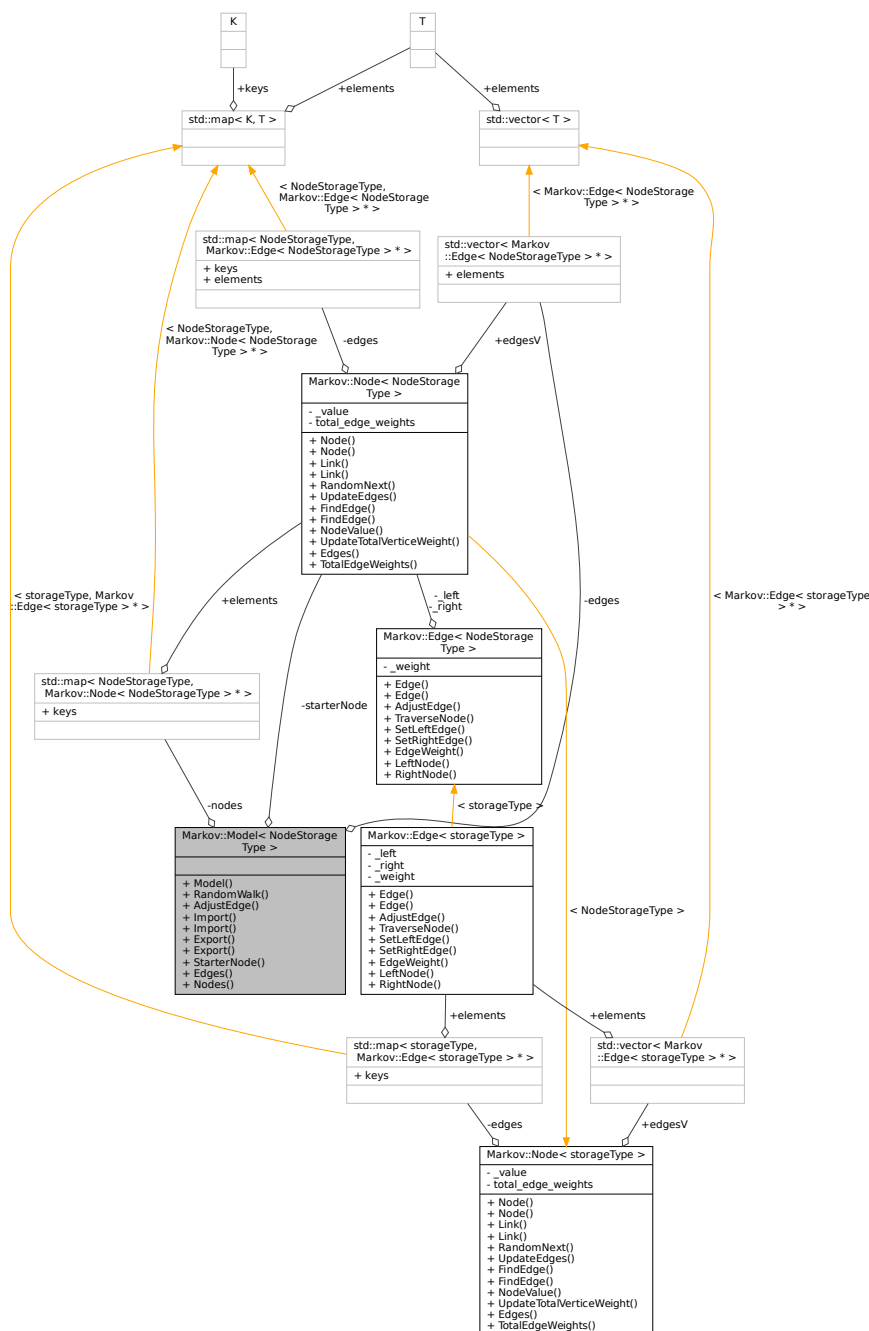 K
T
+keys
+elements
+elements
std::map< K, T >
std::vector< T >
< NodeStorageType,
Markov::Edge< NodeStorage
Type > * >
< Markov::Edge< NodeStorage
Type > * >
std::map< NodeStorageType,
Markov::Edge< NodeStorageType > * >
+ keys
+ elements
std::vector< Markov
::Edge< NodeStorageType > * >
+ elements
< NodeStorageType,
Markov::Node< NodeStorage
Type > * >
-edges
+edgesV
Markov::Node< NodeStorage
Type >
- _value
- total_edge_weights
+ Node()
+ Node()
+ Link()
+ Link()
+ RandomNext()
+ UpdateEdges()
+ FindEdge()
+ FindEdge()
+ NodeValue()
+ UpdateTotalVerticeWeight()
+ Edges()
+ TotalEdgeWeights()
< storageType, Markov
::Edge< storageType > * >
+elements
-_left
-_right
-edges
< Markov::Edge< storageType
> * >
Markov::Edge< NodeStorage
Type >
- _weight
+ Edge()
+ Edge()
+ AdjustEdge()
+ TraverseNode()
+ SetLeftEdge()
+ SetRightEdge()
+ EdgeWeight()
+ LeftNode()
+ RightNode()
std::map< NodeStorageType,
Markov::Node< NodeStorageType > * >
+ keys
-starterNode
-nodes
< storageType >
Markov::Model< NodeStorage
Type >
+ Model()
+ RandomWalk()
+ AdjustEdge()
+ Import()
+ Import()
+ Export()
+ Export()
+ StarterNode()
+ Edges()
+ Nodes()
Markov::Edge< storageType >
- _left
- _right
- _weight
+ Edge()
+ Edge()
+ AdjustEdge()
+ TraverseNode()
+ SetLeftEdge()
+ SetRightEdge()
+ EdgeWeight()
+ LeftNode()
+ RightNode()
< NodeStorageType >
+elements
+elements
std::map< storageType,
Markov::Edge< storageType > * >
+ keys
std::vector< Markov
::Edge< storageType > * >
-edges
+edgesV
Markov::Node< storageType >
- _value
- total_edge_weights
+ Node()
+ Node()
+ Link()
+ Link()
+ RandomNext()
+ UpdateEdges()
+ FindEdge()
+ FindEdge()
+ NodeValue()
+ UpdateTotalVerticeWeight()
+ Edges()
+ TotalEdgeWeights()